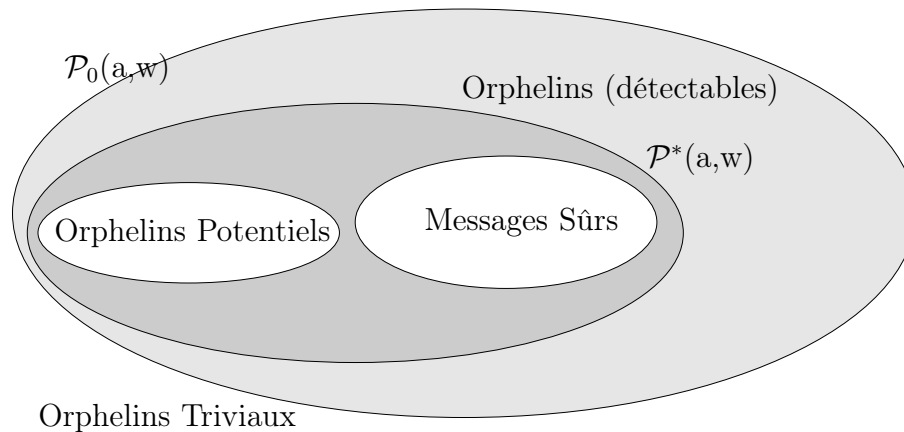 𝒫₀(a,w)
Orphelins (détectables)
𝒫*(a,w)
Messages Sûrs
Orphelins Potentiels
Orphelins Triviaux